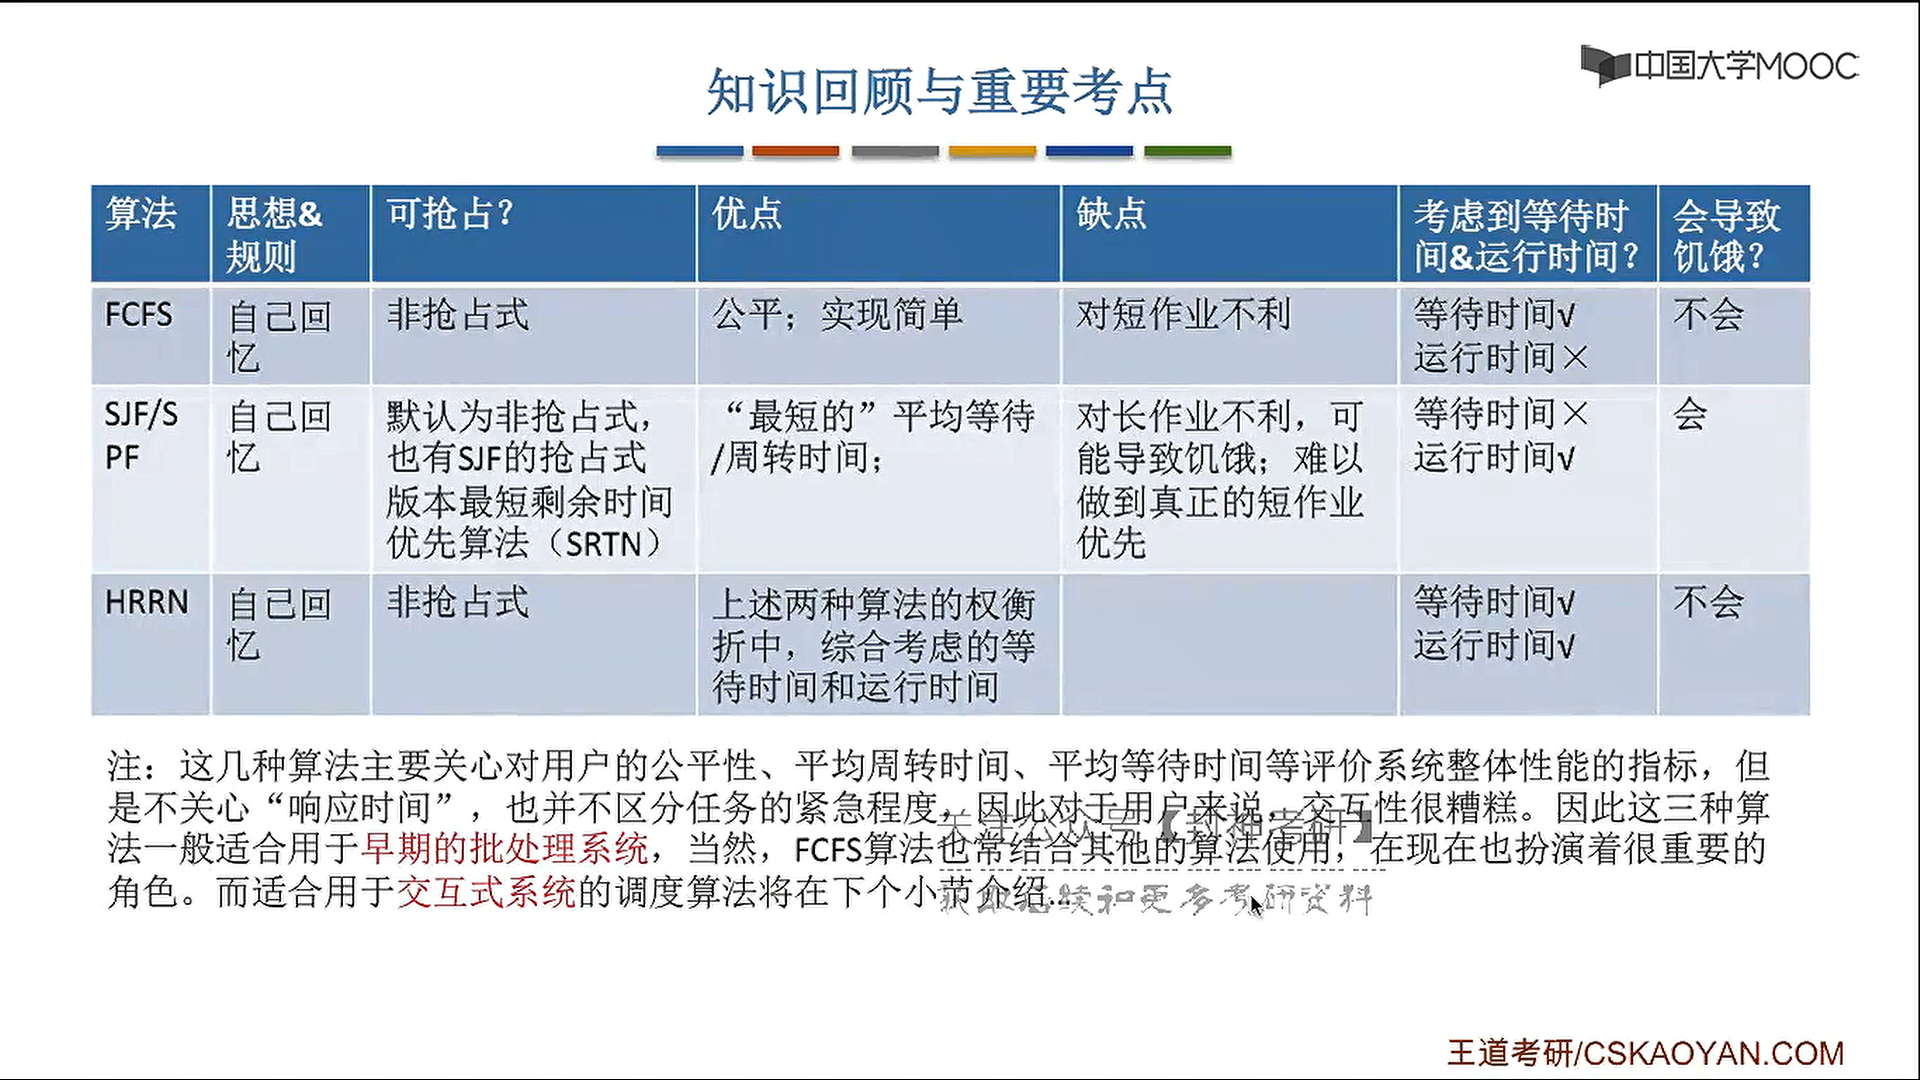 中国大学MOOC
知识回顾与重要考点
算法
思想&
规则
可抢占？
优点
缺点
考虑到等待时
间&运行时间？
会导致
饥饿？
FCFS
自己回
忆
非抢占式
公平；实现简单
对短作业不利
等待时间√
运行时间×
不会
SJF/S
PF
自己回
忆
默认为非抢占式，
也有SJF的抢占式
版本最短剩余时间
优先算法（SRTN）
“最短的”平均等待
/周转时间；
对长作业不利，可
能导致饥饿；难以
做到真正的短作业
优先
等待时间×
运行时间√
会
HRRN
自己回
忆
非抢占式
上述两种算法的权衡
折中，综合考虑的等
待时间和运行时间
等待时间√
运行时间√
不会
注：这几种算法主要关心对用户的公平性、平均周转时间、平均等待时间等评价系统整体性能的指标，但
是不关心“响应时间”，也并不区分任务的紧急程度，因此对于用户来说，交互性很糟糕。因此这三种算
法一般适合用于早期的批处理系统，当然，FCFS算法也常结合其他的算法使用，在现在也扮演着很重要的
角色。而适合用于交互式系统的调度算法将在下个小节介绍...
关注公众号【封神考研】
获取后续和更多考研资料
王道考研/CSKAOYAN.COM